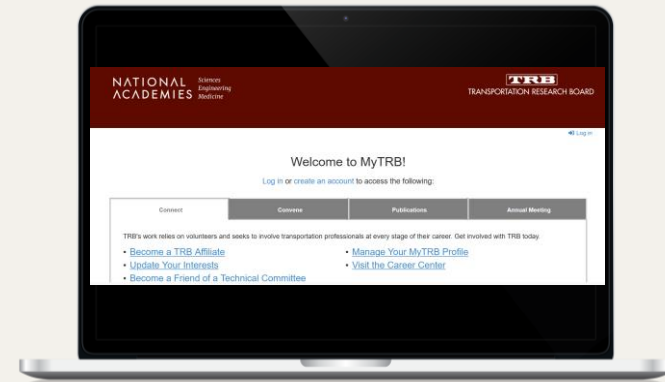 NATIONAL ACADEMIES
Sciences
Engineering
Medicine
TRB
TRANSPORTATION RESEARCH BOARD
Log in
Welcome to MyTRB!
Log in or create an account to access the following:
Connect
Convene
Publications
Annual Meeting
TRB's work relies on volunteers and seeks to involve transportation professionals at every stage of their career. Get involved with TRB today
• Become a TRB Affiliate
• Manage Your MyTRB Profile
• Update Your Interests
• Visit the Career Center
• Become a Friend of a Technical Committee